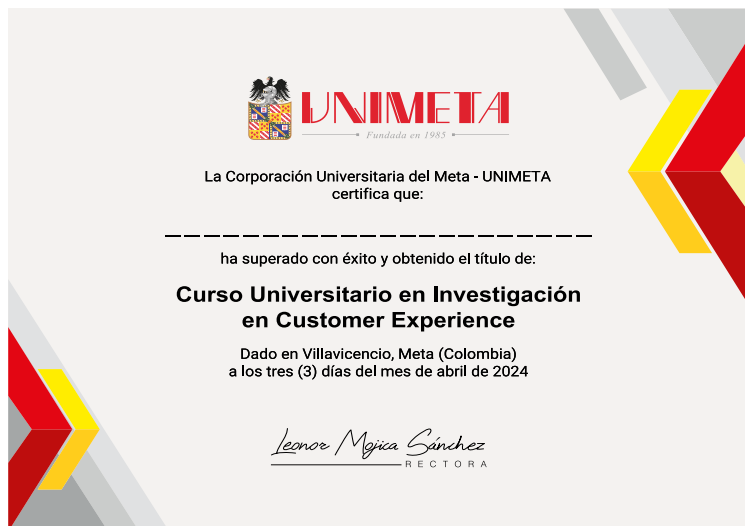 UNIMETA
Fundada en 1985
La Corporación Universitaria del Meta - UNIMETA
certifica que:
ha superado con éxito y obtenido el título de:
Curso Universitario en Investigación
en Customer Experience
Dado en Villavicencio, Meta (Colombia)
a los tres (3) días del mes de abril de 2024
Leonor Mojica Sánchez
RECTORA